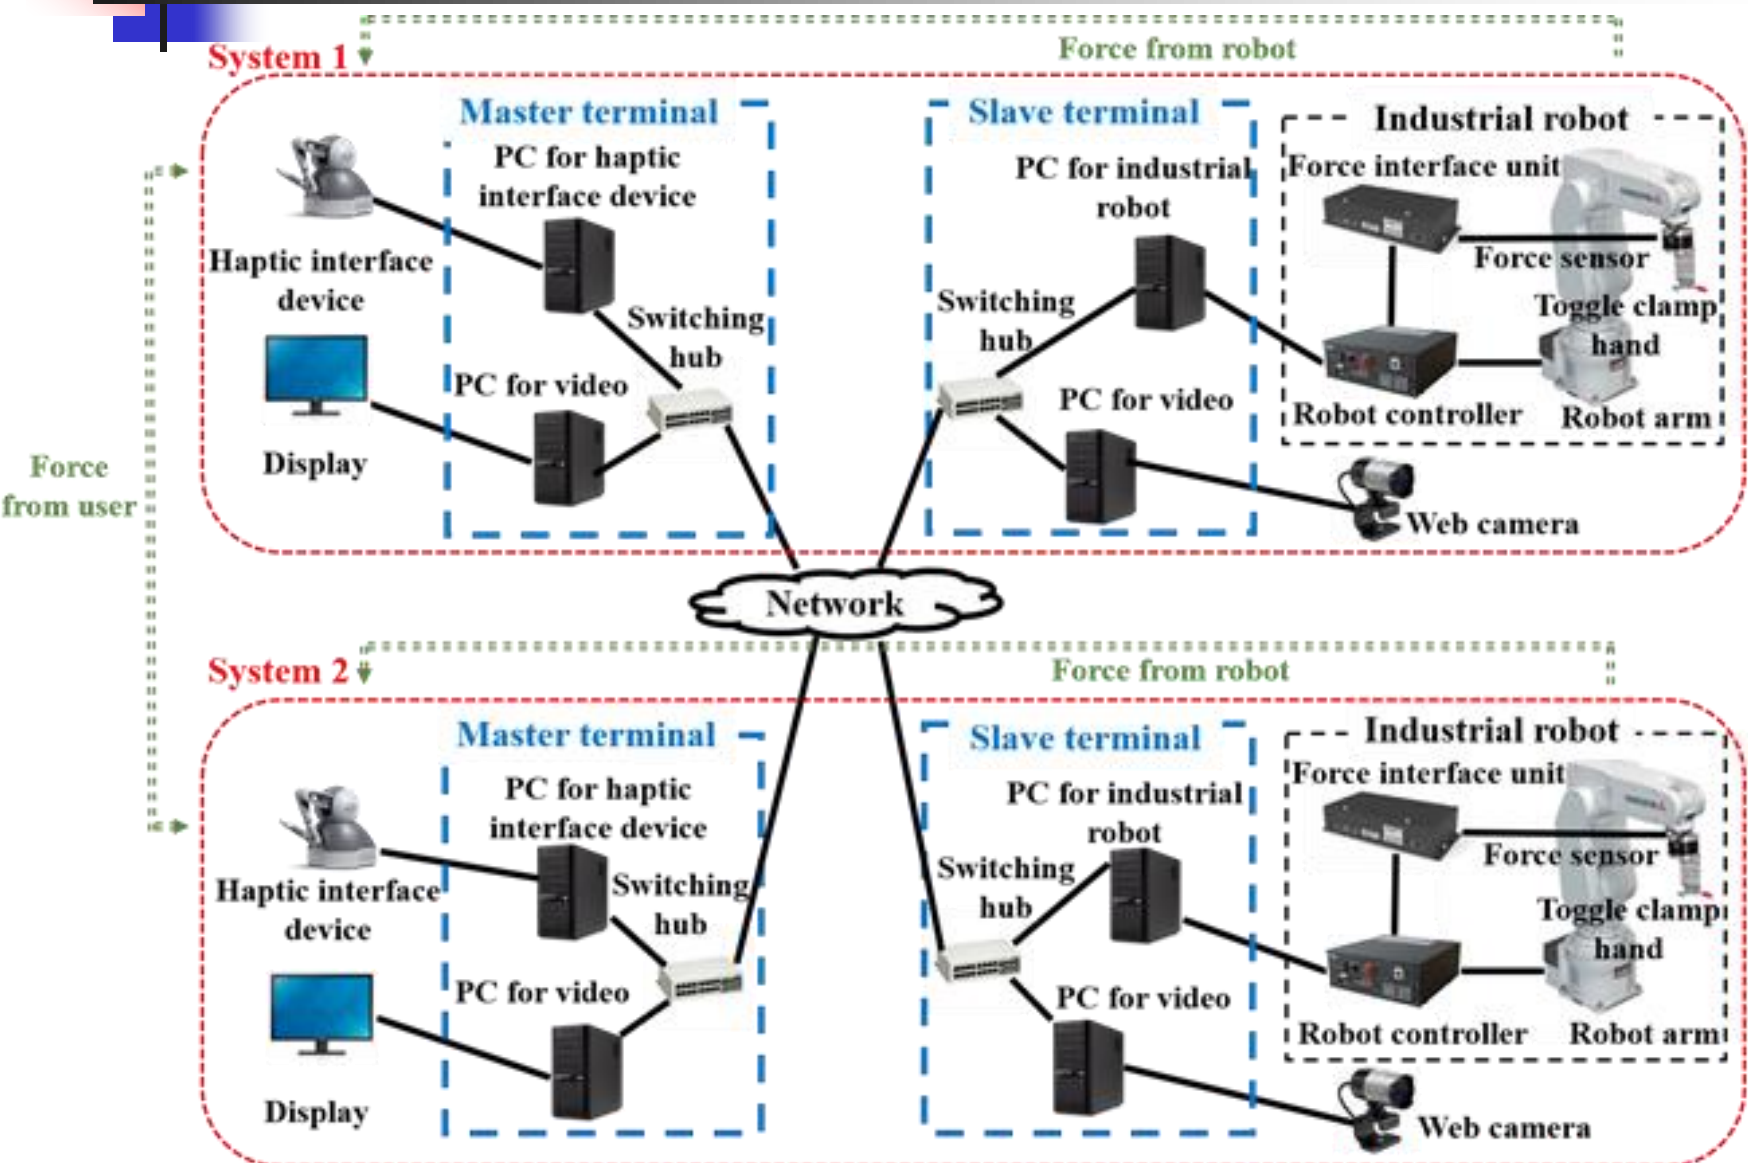 System 1
Force from robot
Master terminal
Slave terminal
Industrial robot
PC for haptic
interface device
PC for industrial
robot
Force interface unit
Haptic interface
device
Force sensor
Switching
hub
Switching
hub
Toggle clamp
hand
PC for video
PC for video
Robot controller
Robot arm
Display
Web camera
Force
from user
Network
System 2
Force from robot
Master terminal
Slave terminal
Industrial robot
PC for haptic
interface device
PC for industrial
robot
Force interface unit
Force sensor
Haptic interface
device
Switching
hub
Switching
hub
Toggle clamp
hand
PC for video
PC for video
Robot controller
Robot arm
Display
Web camera